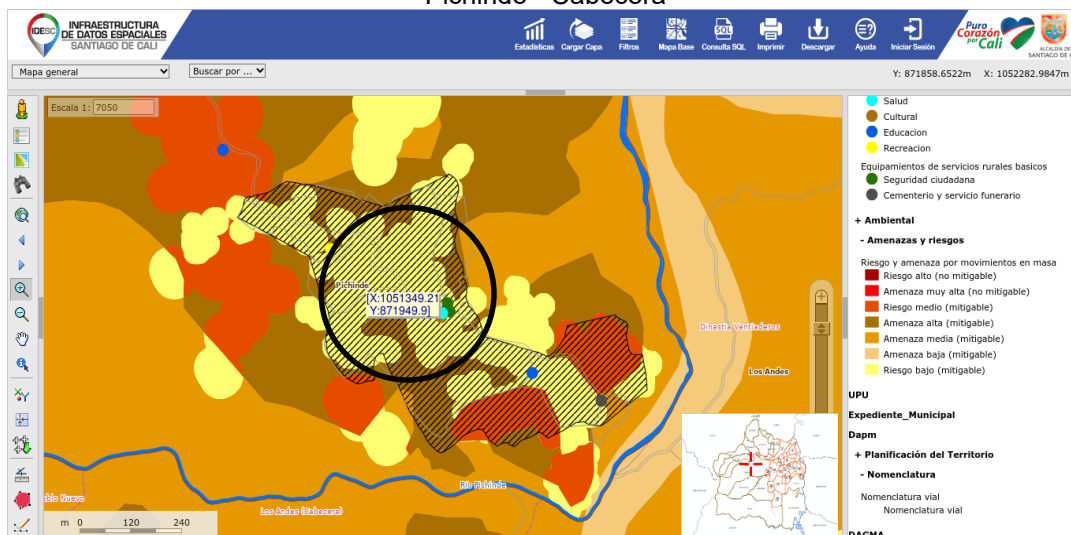 Pichinde - Cabecera
IDESC
INFRAESTRUCTURA
DE DATOS ESPACIALES
SANTIAGO DE CALI
Estadísticas
Cargar Capa
Filtros
Mapa Base
SQL
Consulta SQL
Imprimir
Descargar
Ayuda
Iniciar Sesión
Puro
Corazón
por Cali
ALCALDÍA DE
SANTIAGO DE
Mapa general
Buscar por ...
Y: 871858.6522m X: 1052282.9847m
Escala 1: 7050
Pichinde
[X:1051349.21
Y:871949.9]
Dinastia Ventiaderos
Los Andes
Rio Pichinde
Los Andes (Cabecera)
blo Nuevo
m 0 120 240
Salud
Cultural
Educacion
Recreacion
Equipamientos de servicios rurales basicos
Seguridad ciudadana
Cementerio y servicio funerario
+ Ambiental
- Amenazas y riesgos
Riesgo y amenaza por movimientos en masa
Riesgo alto (no mitigable)
Amenaza muy alta (no mitigable)
Riesgo medio (mitigable)
Amenaza alta (mitigable)
Amenaza media (mitigable)
Amenaza baja (mitigable)
Riesgo bajo (mitigable)
UPU
Expediente_Municipal
Dapm
+ Planificación del Territorio
- Nomenclatura
Nomenclatura vial
Nomenclatura vial
DAGMA